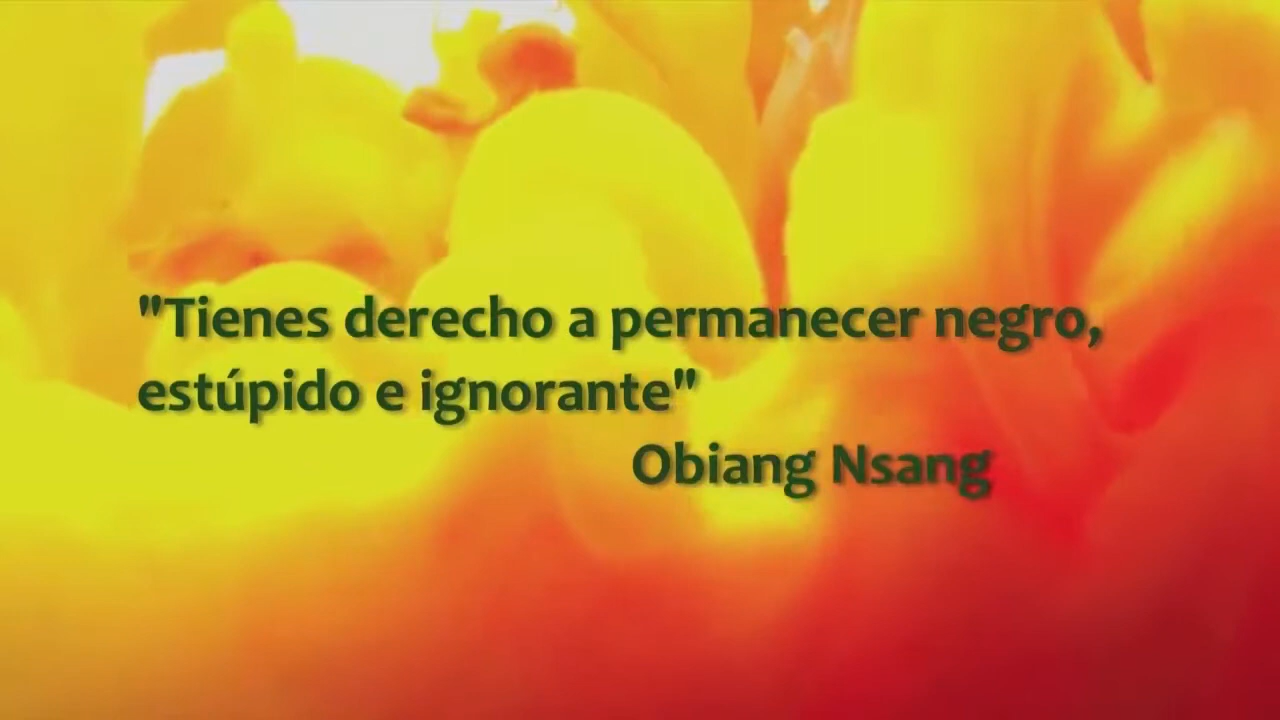 "Tienes derecho a permanecer negro,
estúpido e ignorante"
Obiang Nsang